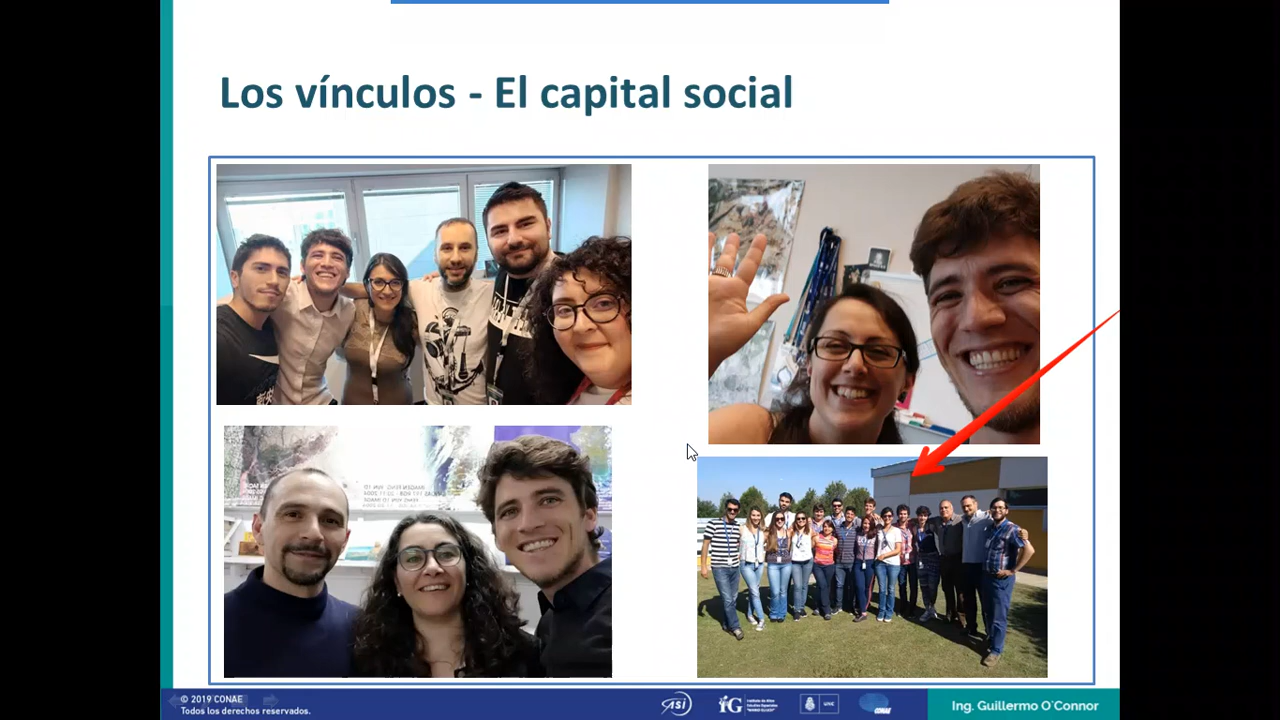 Los vínculos - El capital social
© 2019 CONAE
Todos los derechos reservados.
ASI
IG
UNC
CONAE
Ing. Guillermo O`Connor